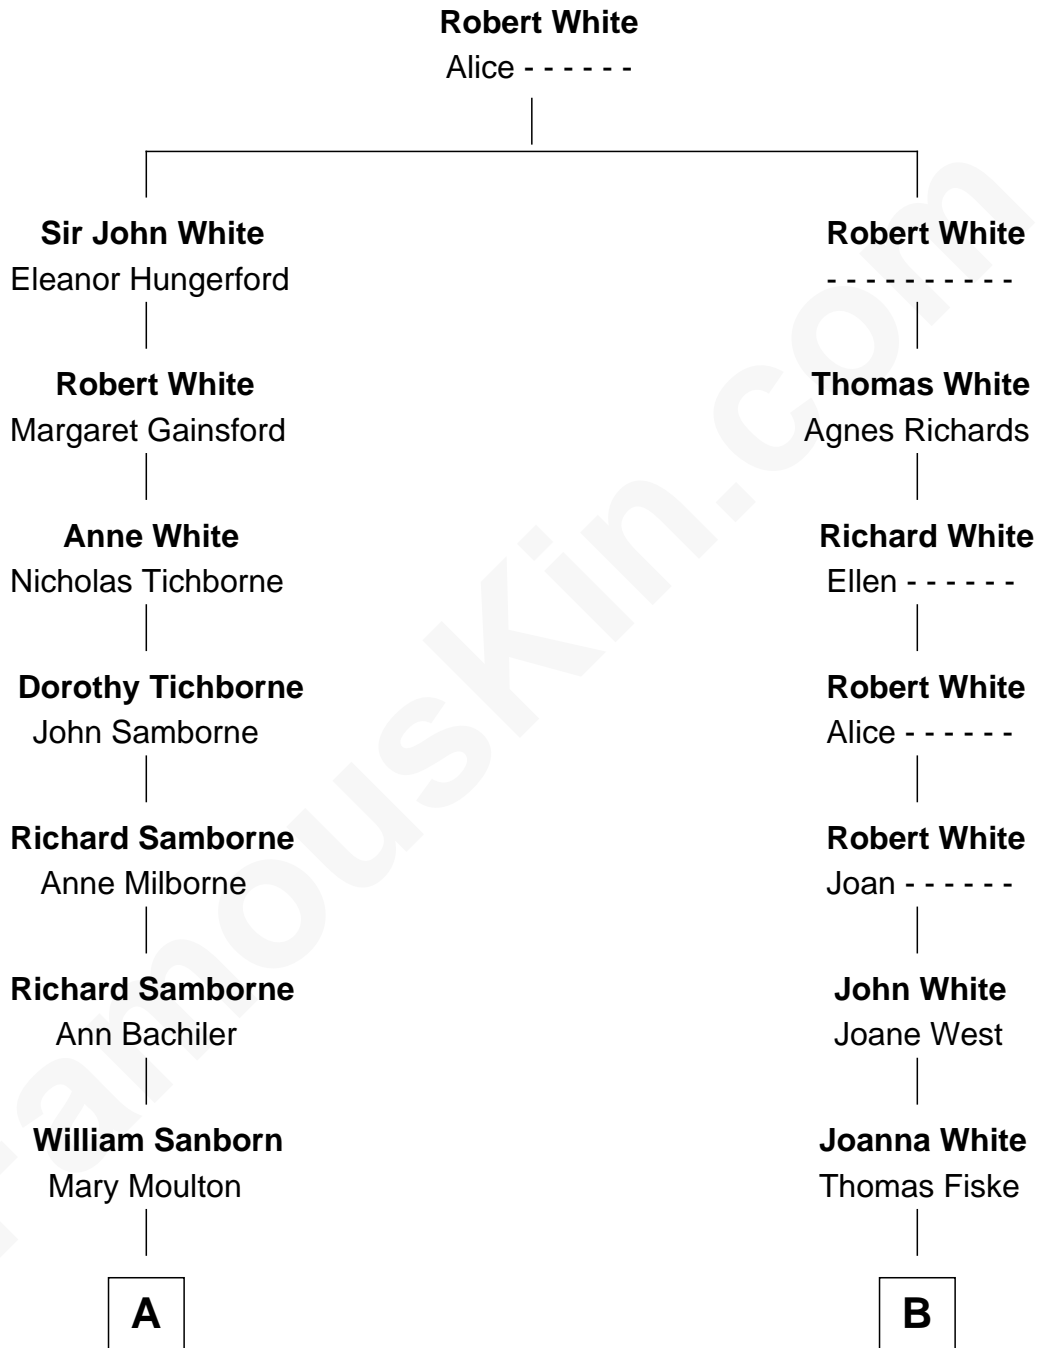 Robert White
Alice - - - - - -
Sir John White
Eleanor Hungerford
Robert White
- - - - - - - - - -
Robert White
Margaret Gainsford
Thomas White
Agnes Richards
Anne White
Nicholas Tichborne
Richard White
Ellen - - - - - -
Dorothy Tichborne
John Samborne
Robert White
Alice - - - - - -
Richard Samborne
Anne Milborne
Robert White
Joan - - - - - -
Richard Samborne
Ann Bachiler
John White
Joane West
William Sanborn
Mary Moulton
Joanna White
Thomas Fiske
A
B
FamousKin.com